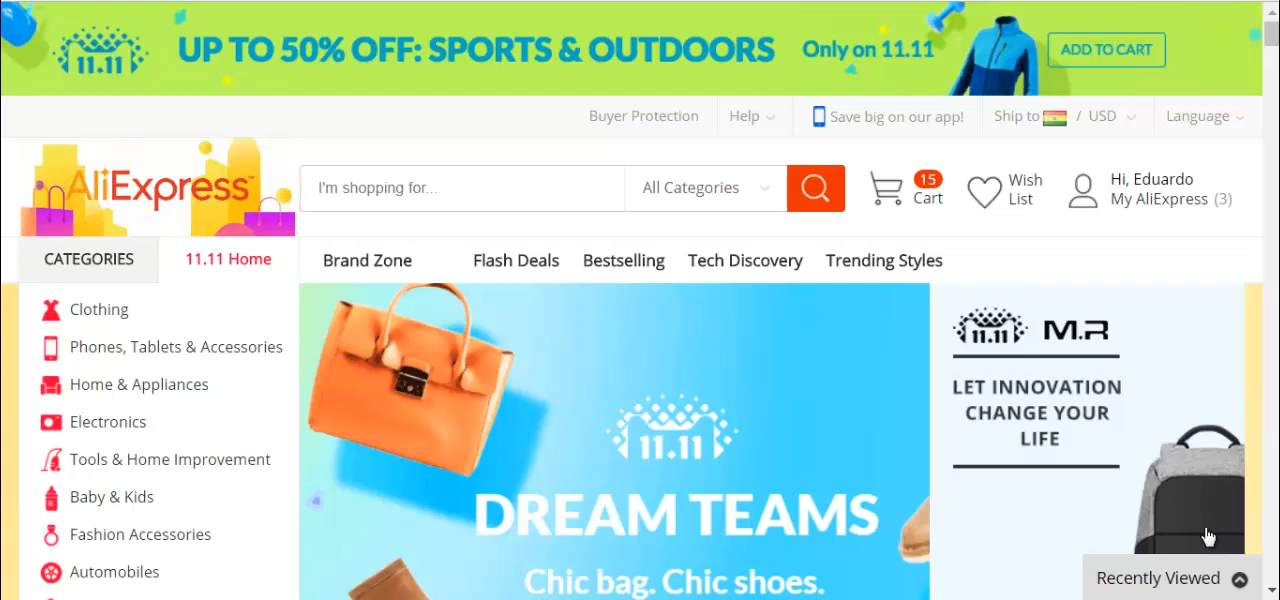 11.11
UP TO 50% OFF: SPORTS & OUTDOORS
Only on 11.11
ADD TO CART
Buyer Protection
Help
Save big on our app!
Ship to / USD
Language
AliExpress™
I'm shopping for...
All Categories
15
Cart
Wish
List
Hi, Eduardo
My AliExpress (3)
CATEGORIES
11.11 Home
Brand Zone
Flash Deals
Bestselling
Tech Discovery
Trending Styles
Clothing
Phones, Tablets & Accessories
Home & Appliances
Electronics
Tools & Home Improvement
Baby & Kids
Fashion Accessories
Automobiles
11.11
DREAM TEAMS
Chic bag. Chic shoes.
11.11 M.R
LET INNOVATION
CHANGE YOUR
LIFE
Recently Viewed